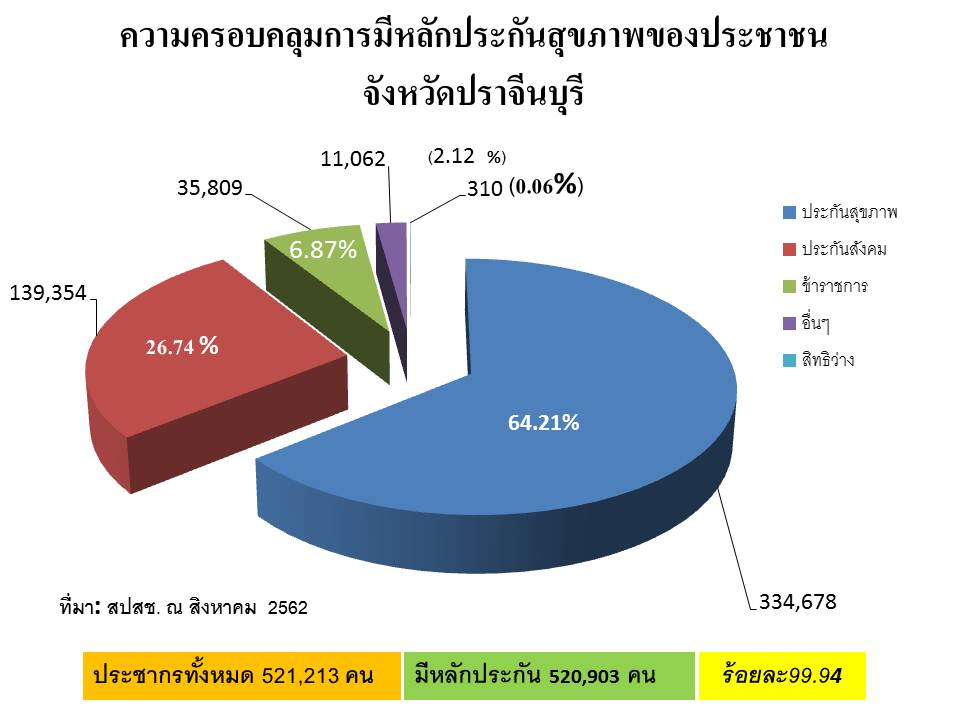 ความครอบคลุมการมีหลักประกันสุขภาพของประชาชน
จังหวัดปราจีนบุรี
11,062 (2.12 %)
35,809
310 (0.06%)
6.87%
139,354
26.74 %
64.21%
334,678
ประกันสุขภาพ
ประกันสังคม
ข้าราชการ
อื่นๆ
สิทธิว่าง
ที่มา: สปสช. ณ สิงหาคม 2562
ประชากรทั้งหมด 521,213 คน
มีหลักประกัน 520,903 คน
ร้อยละ99.94